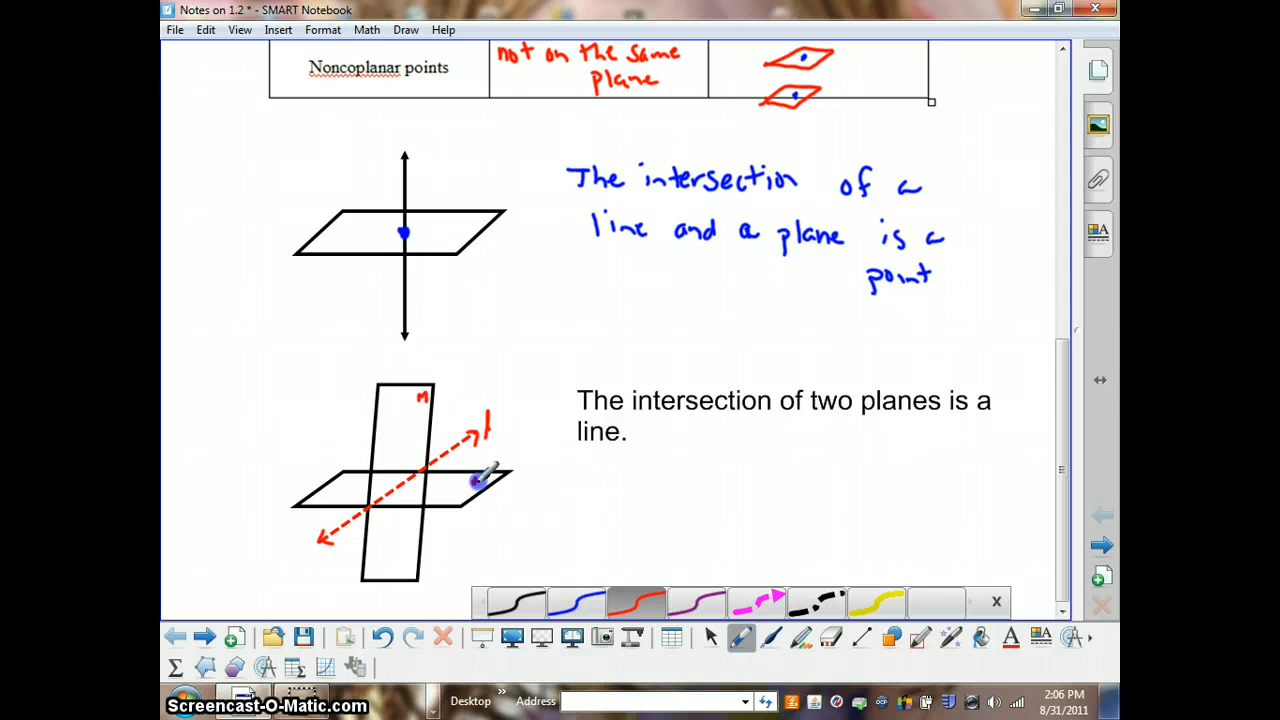 Notes on 1.2 * - SMART Notebook
File Edit View Insert Format Math Draw Help
Noncoplanar points
not on the same
plane
The intersection of a
line and a plane is a
point
M
l
The intersection of two planes is a
line.
x
Desktop
Address
2:06 PM
8/31/2011
Screencast-O-Matic.com